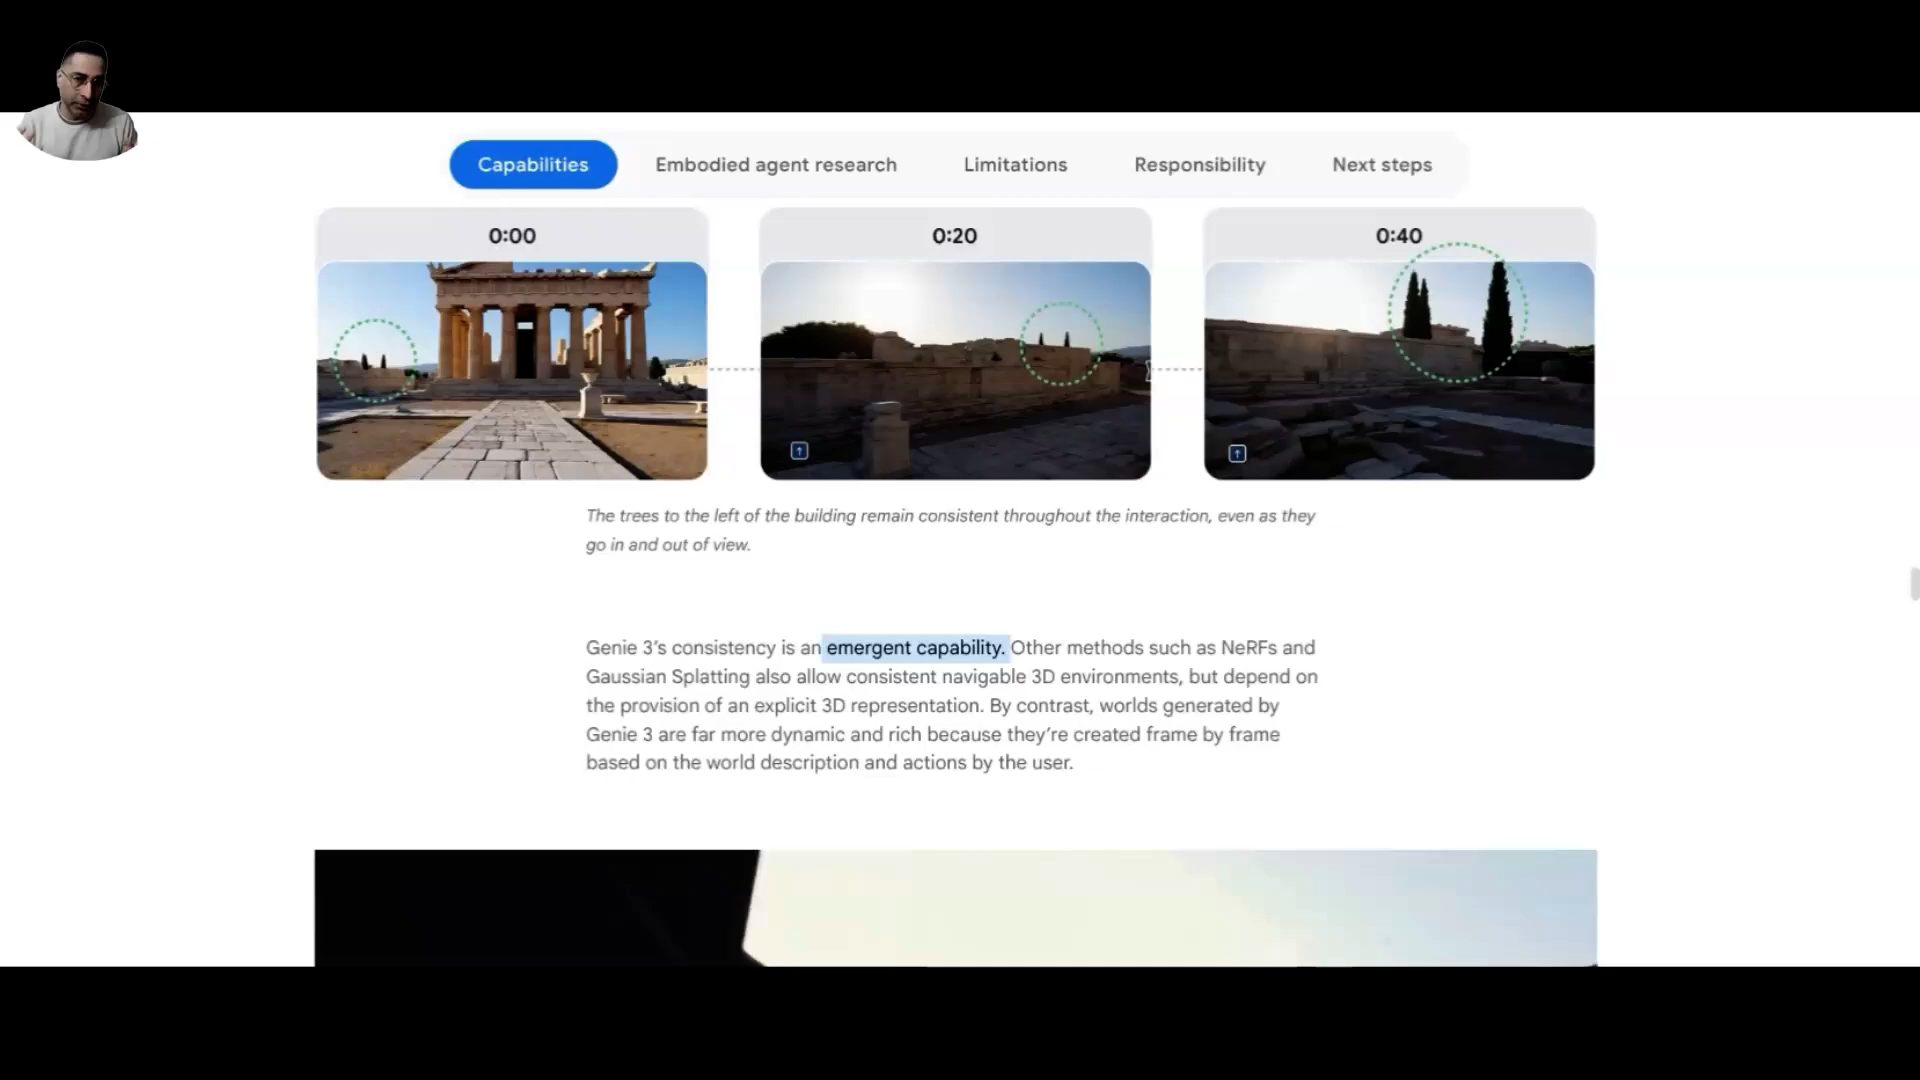 Capabilities
Embodied agent research
Limitations
Responsibility
Next steps
0:00
0:20
0:40
The trees to the left of the building remain consistent throughout the interaction, even as they
go in and out of view.
Genie 3’s consistency is an emergent capability. Other methods such as NeRFs and
Gaussian Splatting also allow consistent navigable 3D environments, but depend on
the provision of an explicit 3D representation. By contrast, worlds generated by
Genie 3 are far more dynamic and rich because they’re created frame by frame
based on the world description and actions by the user.